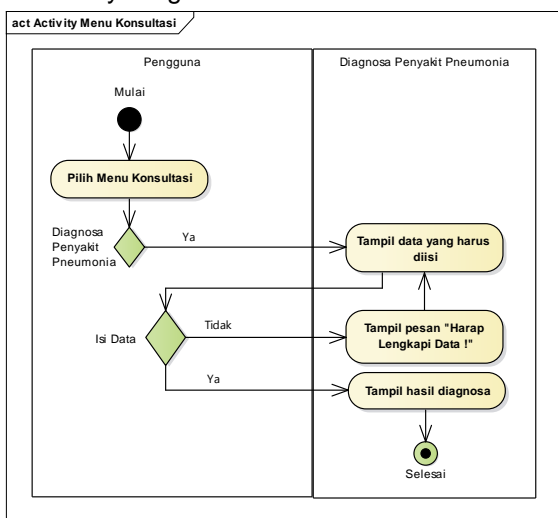 act Activity Menu Konsultasi
Pengguna
Diagnosa Penyakit Pneumonia
Mulai
Pilih Menu Konsultasi
Diagnosa
Penyakit
Pneumonia
Ya
Tampil data yang harus
diisi
Isi Data
Tidak
Tampil pesan "Harap
Lengkapi Data !"
Ya
Tampil hasil diagnosa
Selesai